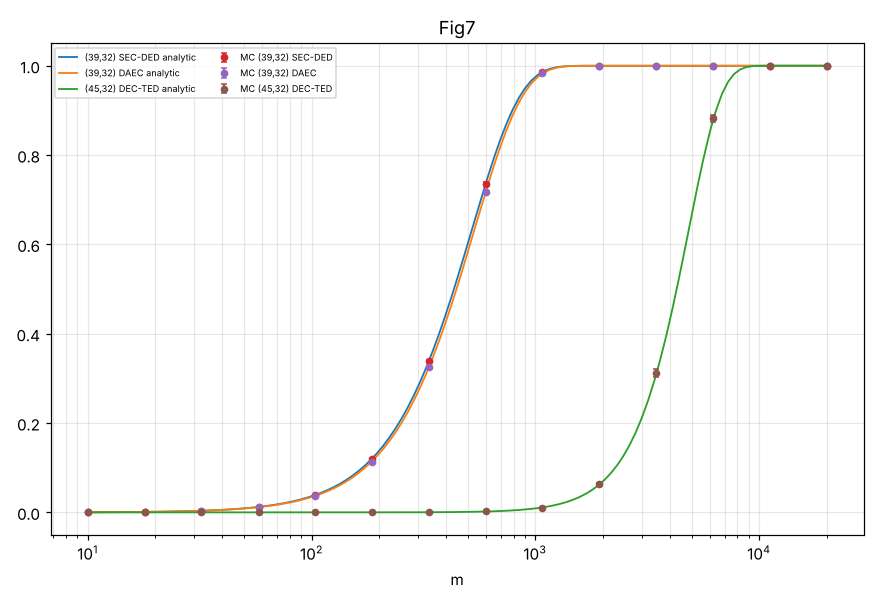 Fig7
(39,32) SEC-DED analytic
(39,32) DAEC analytic
(45,32) DEC-TED analytic
MC (39,32) SEC-DED
MC (39,32) DAEC
MC (45,32) DEC-TED
1.0
0.8
0.6
0.4
0.2
0.0
10¹ 10² 10³ 10⁴
m